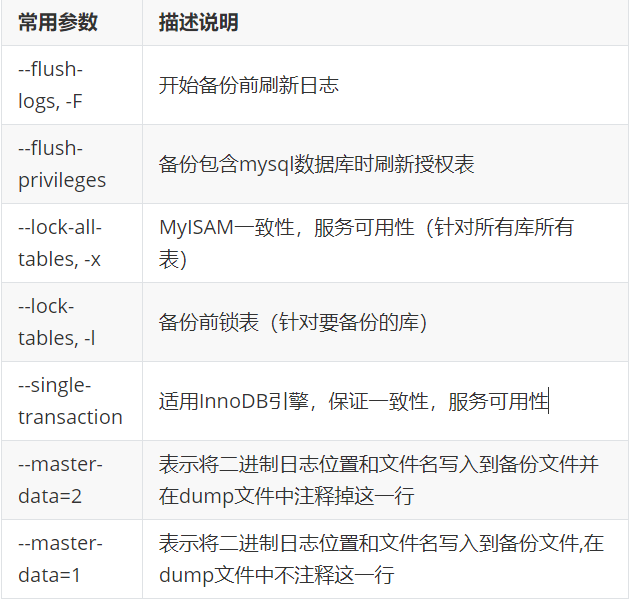 常用参数 描述说明
--flush-
logs, -F
开始备份前刷新日志
--flush-
privileges
备份包含mysql数据库时刷新授权表
--lock-all-
tables, -x
MyISAM一致性，服务可用性（针对所有库所有
表）
--lock-
tables, -l
备份前锁表（针对要备份的库）
--single-
transaction
适用InnoDB引擎，保证一致性，服务可用性
--master-
data=2
表示将二进制日志位置和文件名写入到备份文件并
在dump文件中注释掉这一行
--master-
data=1
表示将二进制日志位置和文件名写入到备份文件,在
dump文件中不注释这一行